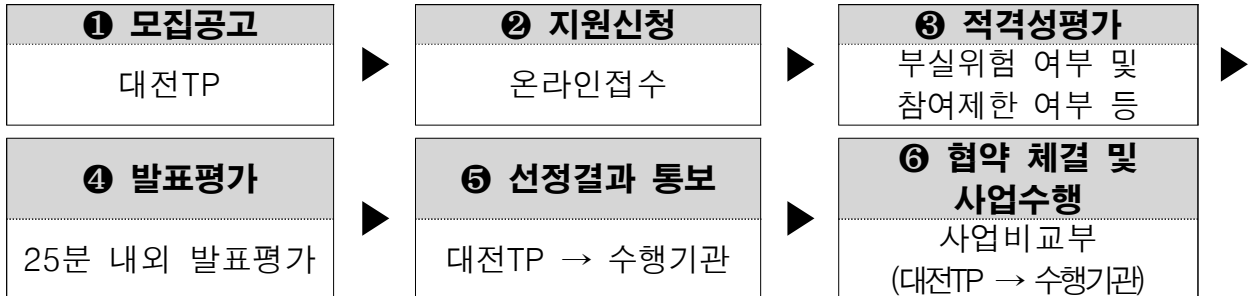 ❶ 모집공고
대전TP
▶
❷ 지원신청
온라인접수
▶
❸ 적격성평가
부실위험 여부 및
참여제한 여부 등
▶
❹ 발표평가
25분 내외 발표평가
▶
❺ 선정결과 통보
대전TP → 수행기관
▶
❻ 협약 체결 및
사업수행
사업비교부
(대전TP → 수행기관)